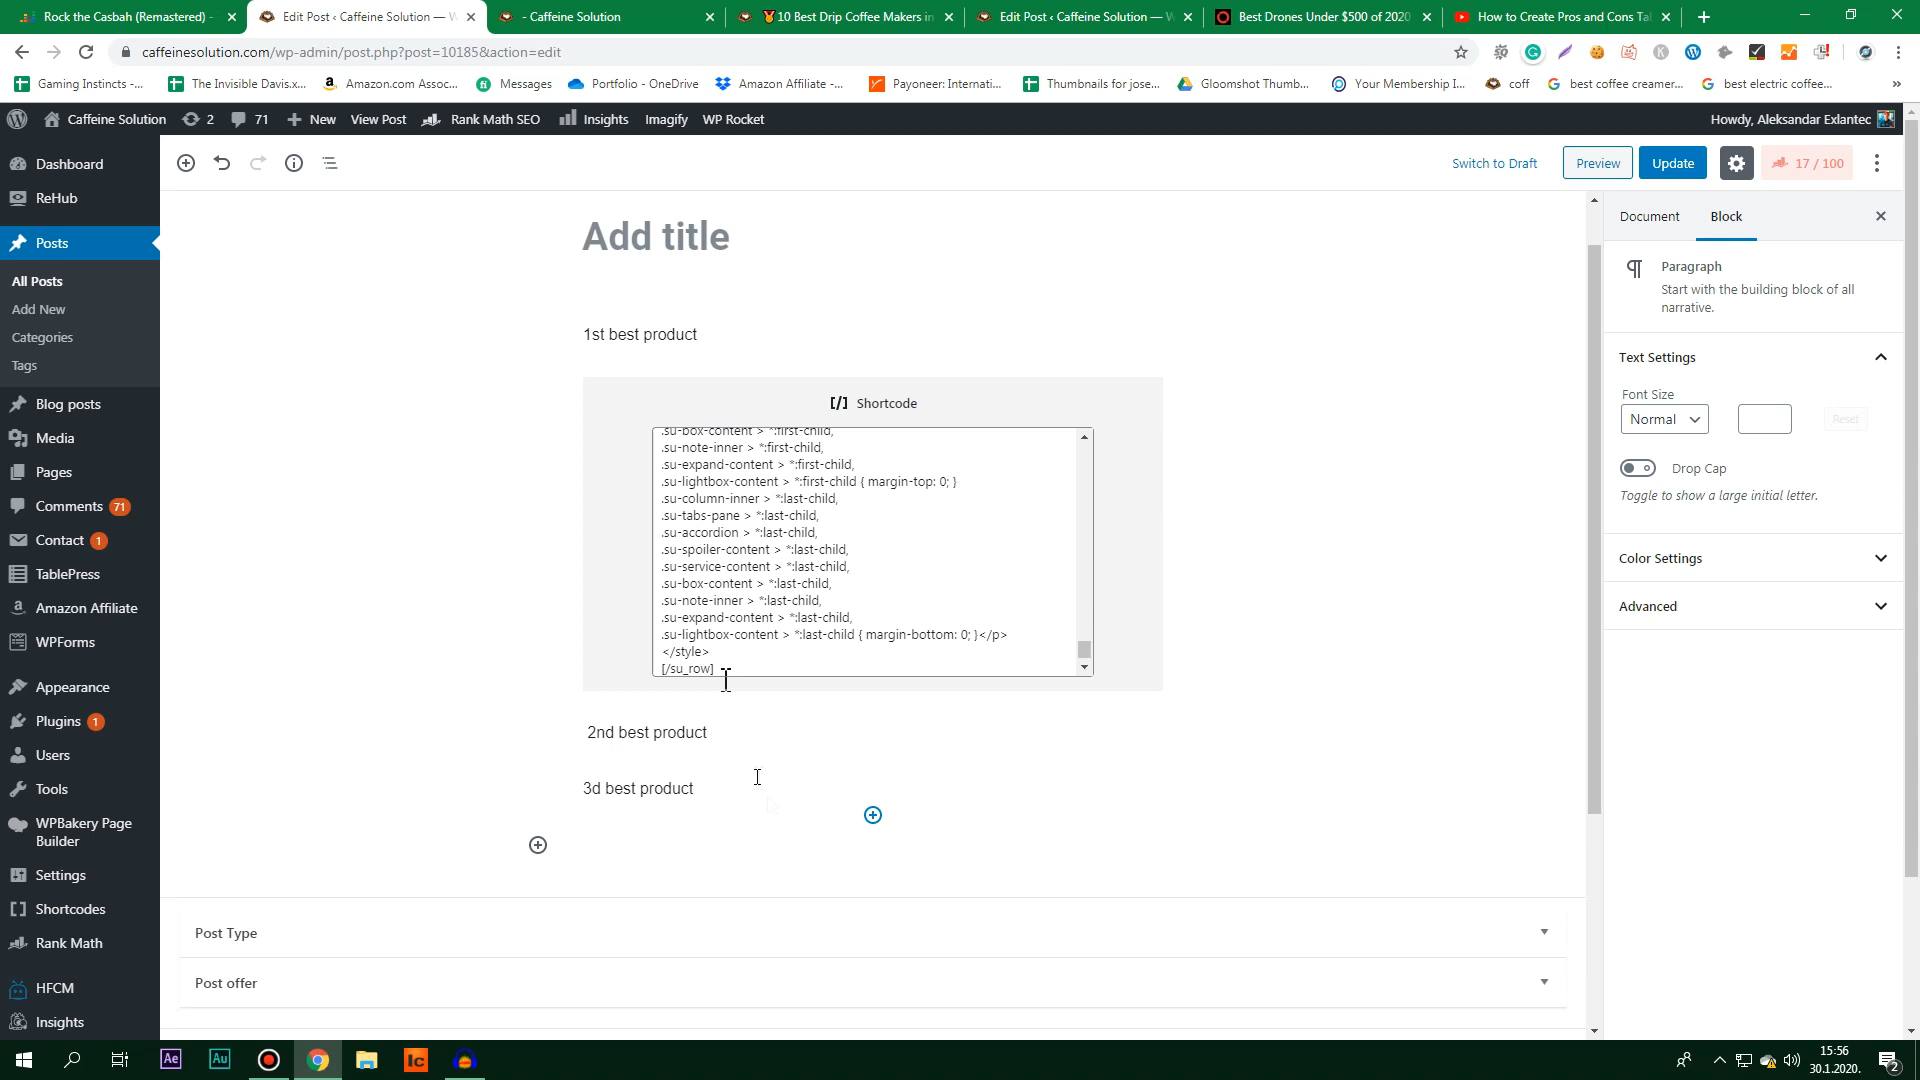 Rock the Casbah (Remastered) -
Edit Post ‹ Caffeine Solution — W
- Caffeine Solution
10 Best Drip Coffee Makers in
Edit Post ‹ Caffeine Solution — W
Best Drones Under $500 of 2020
How to Create Pros and Cons Tab
caffeinesolution.com/wp-admin/post.php?post=10185&action=edit
Gaming Instincts -...
The Invisible Davis.x...
Amazon.com Assoc...
Messages
Portfolio - OneDrive
Amazon Affiliate -...
Payoneer: Internati...
Thumbnails for jose...
Gloomshot Thumb...
Your Membership I...
coff
best coffee creamer...
best electric coffee...
Caffeine Solution
2
71
New
View Post
Rank Math SEO
Insights
Imagify
WP Rocket
Howdy, Aleksandar Exlantec
Dashboard
ReHub
Posts
All Posts
Add New
Categories
Tags
Blog posts
Media
Pages
Comments 71
Contact 1
TablePress
Amazon Affiliate
WPForms
Appearance
Plugins 1
Users
Tools
WPBakery Page
Builder
Settings
Shortcodes
Rank Math
HFCM
Insights
Switch to Draft
Preview
Update
17 / 100
Add title
1st best product
[/] Shortcode
.su-box-content > *:first-child,
.su-note-inner > *:first-child,
.su-expand-content > *:first-child,
.su-lightbox-content > *:first-child { margin-top: 0; }
.su-column-inner > *:last-child,
.su-tabs-pane > *:last-child,
.su-accordion > *:last-child,
.su-spoiler-content > *:last-child,
.su-service-content > *:last-child,
.su-box-content > *:last-child,
.su-note-inner > *:last-child,
.su-expand-content > *:last-child,
.su-lightbox-content > *:last-child { margin-bottom: 0; }</p>
</style>
[/su_row]
2nd best product
3d best product
Post Type
Post offer
Document
Block
Paragraph
Start with the building block of all
narrative.
Text Settings
Font Size
Normal
Reset
Drop Cap
Toggle to show a large initial letter.
Color Settings
Advanced
Ae
Au
Ic
15:56
30.1.2020.
2